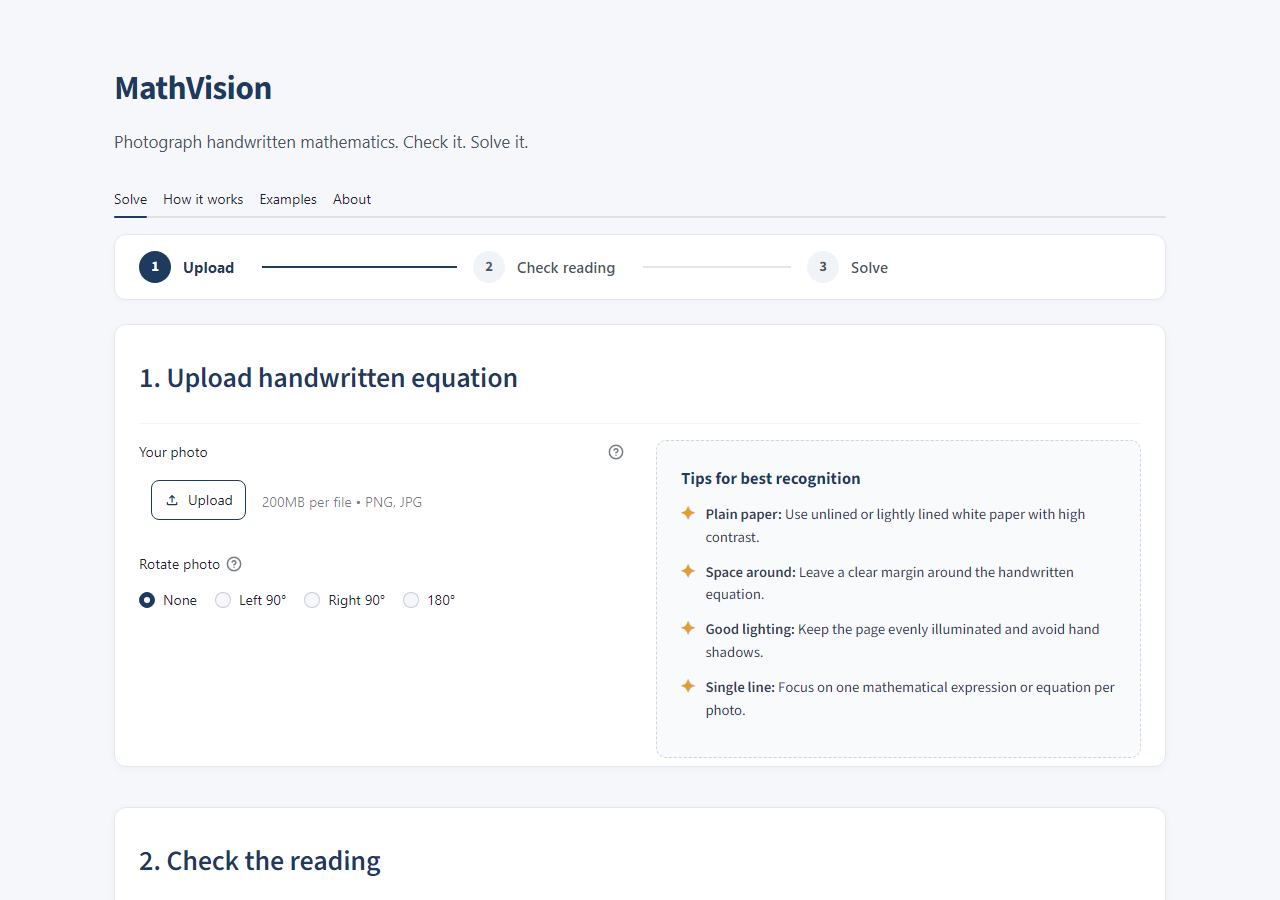 MathVision
Photograph handwritten mathematics. Check it. Solve it.
Solve How it works Examples About
1 Upload 2 Check reading 3 Solve
1. Upload handwritten equation
Your photo
Upload 200MB per file • PNG, JPG
Rotate photo
None Left 90° Right 90° 180°
Tips for best recognition
Plain paper: Use unlined or lightly lined white paper with high
contrast.
Space around: Leave a clear margin around the handwritten
equation.
Good lighting: Keep the page evenly illuminated and avoid hand
shadows.
Single line: Focus on one mathematical expression or equation per
photo.
2. Check the reading